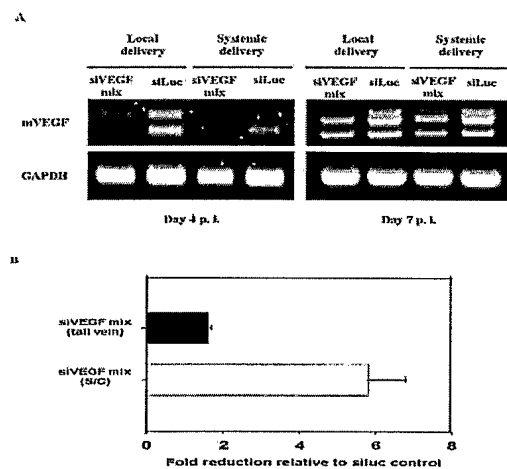 A
Local delivery Systemic delivery Local delivery Systemic delivery
siVEGF mix siLuc siVEGF mix siLuc siVEGF mix siLuc siVEGF mix siLuc
mVEGF
GAPDH
Day 4 p. i. Day 7 p. i.
B
siVEGF mix (tail vein)
siVEGF mix (S/C)
0 2 4 6 8
Fold reduction relative to siluc control